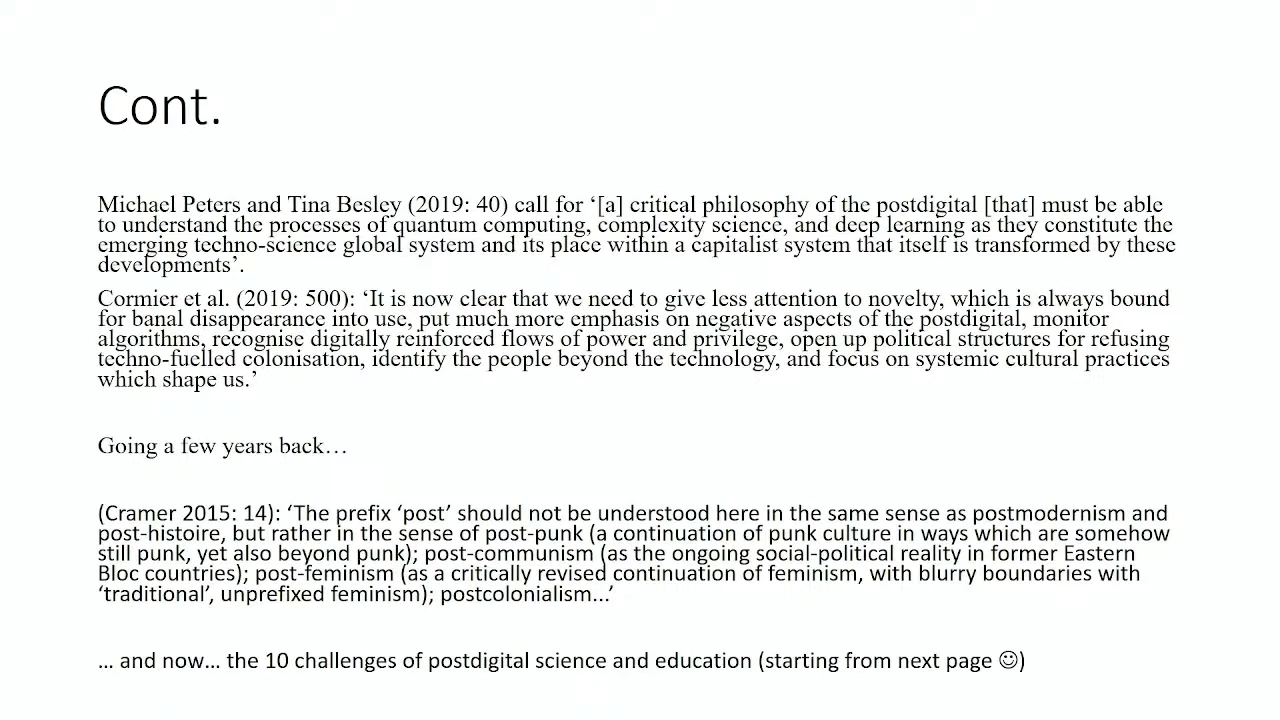 Cont.
Michael Peters and Tina Besley (2019: 40) call for ‘[a] critical philosophy of the postdigital [that] must be able
to understand the processes of quantum computing, complexity science, and deep learning as they constitute the
emerging techno-science global system and its place within a capitalist system that itself is transformed by these
developments’.
Cormier et al. (2019: 500): ‘It is now clear that we need to give less attention to novelty, which is always bound
for banal disappearance into use, put much more emphasis on negative aspects of the postdigital, monitor
algorithms, recognise digitally reinforced flows of power and privilege, open up political structures for refusing
techno-fuelled colonisation, identify the people beyond the technology, and focus on systemic cultural practices
which shape us.’
Going a few years back…
(Cramer 2015: 14): ‘The prefix ‘post’ should not be understood here in the same sense as postmodernism and
post-histoire, but rather in the sense of post-punk (a continuation of punk culture in ways which are somehow
still punk, yet also beyond punk); post-communism (as the ongoing social-political reality in former Eastern
Bloc countries); post-feminism (as a critically revised continuation of feminism, with blurry boundaries with
‘traditional’, unprefixed feminism); postcolonialism...’
… and now… the 10 challenges of postdigital science and education (starting from next page ☺)